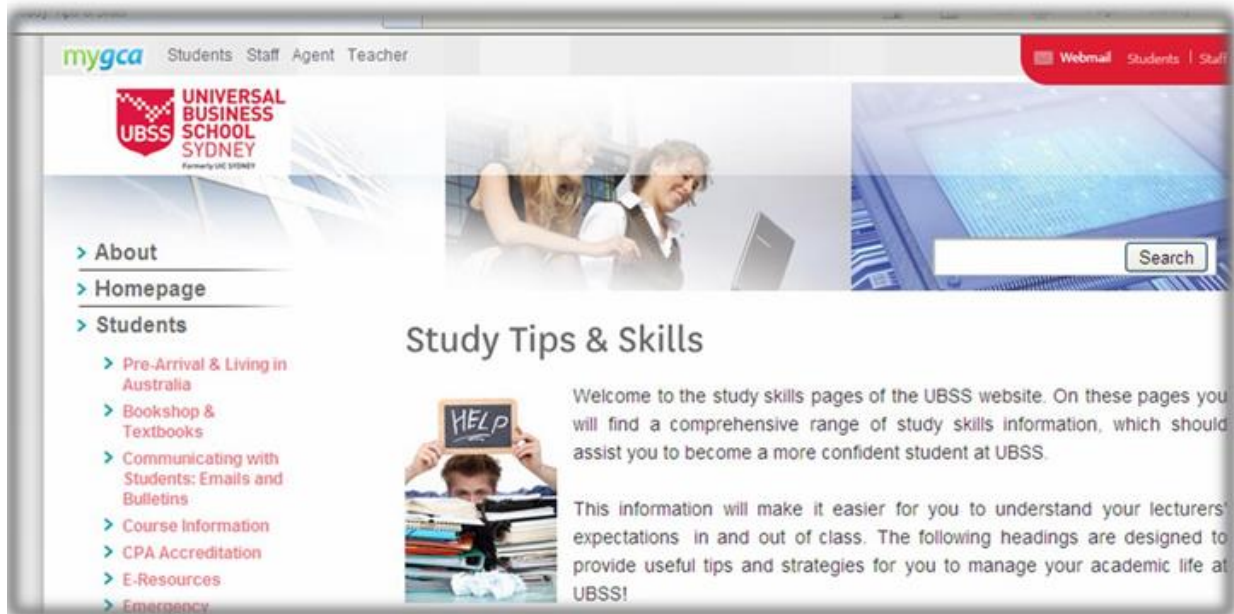 mygca Students Staff Agent Teacher
Webmail Students | Staff
UBSS
UNIVERSAL
BUSINESS
SCHOOL
SYDNEY
Formerly UIC SYDNEY
Search
> About
> Homepage
> Students
> Pre-Arrival & Living in
Australia
> Bookshop &
Textbooks
> Communicating with
Students: Emails and
Bulletins
> Course Information
> CPA Accreditation
> E-Resources
> Emergency
Study Tips & Skills
HELP
Welcome to the study skills pages of the UBSS website. On these pages you
will find a comprehensive range of study skills information, which should
assist you to become a more confident student at UBSS.
This information will make it easier for you to understand your lecturers'
expectations in and out of class. The following headings are designed to
provide useful tips and strategies for you to manage your academic life at
UBSS!